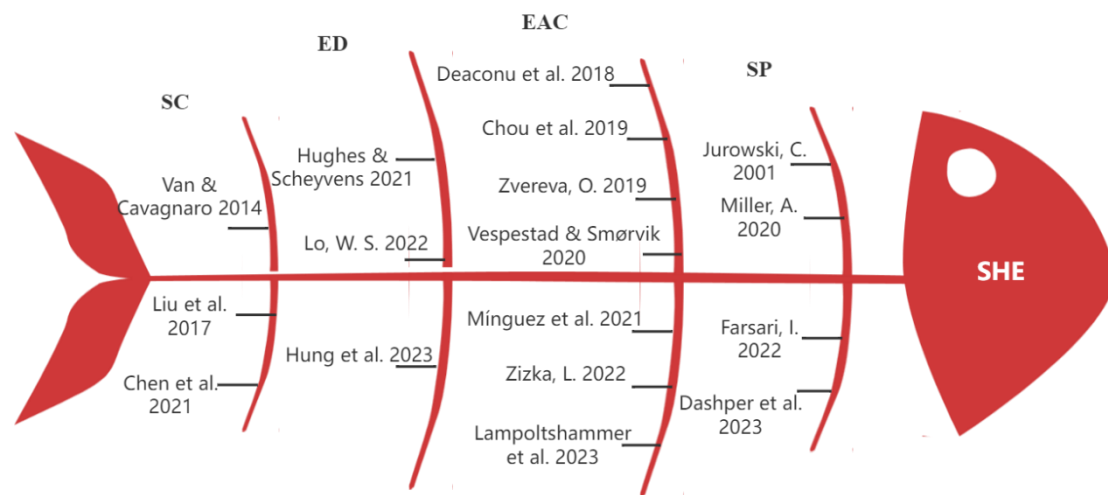 SC
Van &
Cavagnaro 2014
Liu et al.
2017
Chen et al.
2021
ED
Hughes &
Scheyvens 2021
Lo, W. S. 2022
Hung et al. 2023
EAC
Deaconu et al. 2018
Chou et al. 2019
Zvereva, O. 2019
Vespestad & Smørvik
2020
Mínguez et al. 2021
Zizka, L. 2022
Lampoltshammer
et al. 2023
SP
Jurowski, C.
2001
Miller, A.
2020
Farsari, I.
2022
Dashper et al.
2023
SHE